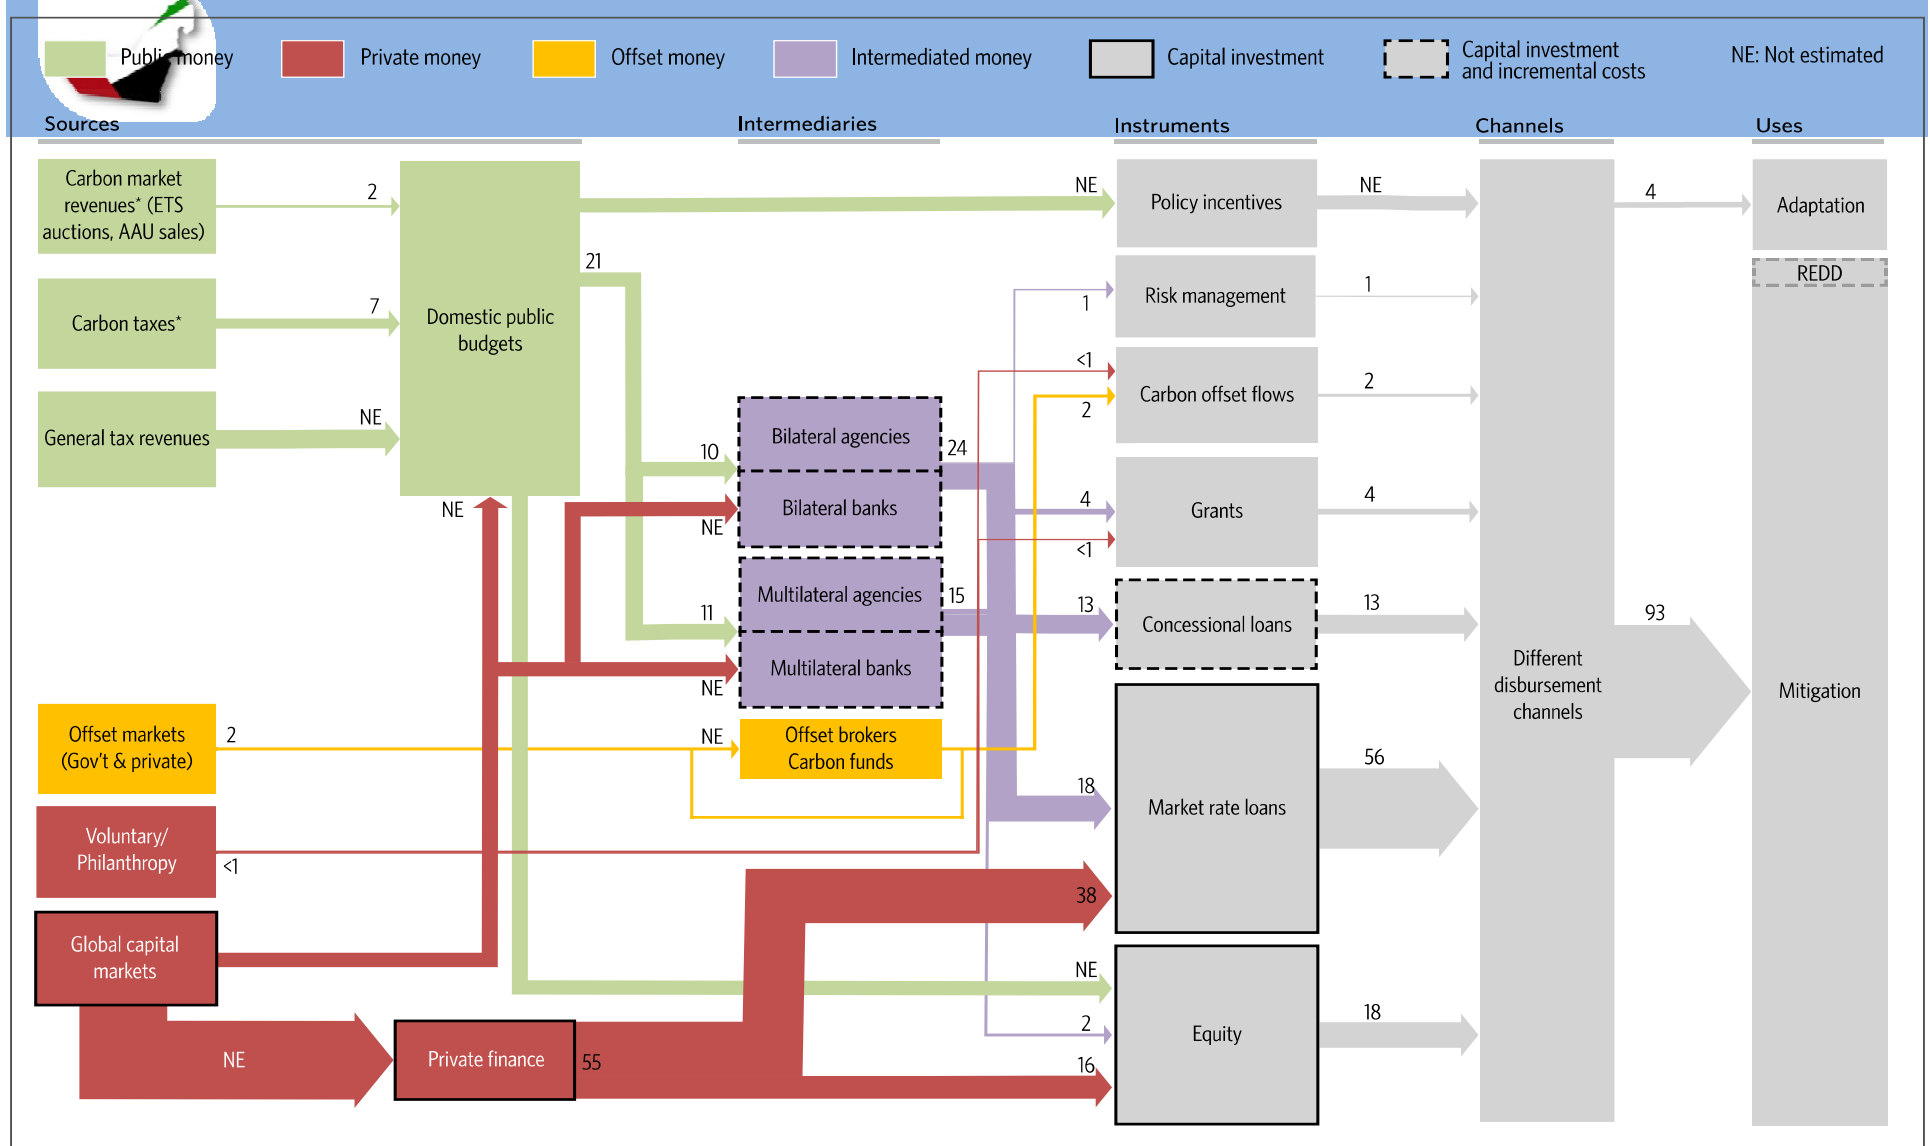 Public money
Private money
Offset money
Intermediated money
Capital investment
Capital investment
and incremental costs
NE: Not estimated
Sources
Intermediaries
Instruments
Channels
Uses
Carbon market
revenues* (ETS
auctions, AAU sales)
2
Carbon taxes*
7
General tax revenues
NE
Domestic public
budgets
21
NE
NE
10
Bilateral agencies
24
Bilateral banks
NE
11
Multilateral agencies
15
Multilateral banks
NE
Offset markets
(Gov't & private)
2
NE
Offset brokers
Carbon funds
Voluntary/
Philanthropy
<1
Global capital
markets
NE
Private finance
55
Policy incentives
NE
1
Risk management
1
<1
Carbon offset flows
2
2
4
Grants
4
<1
13
Concessional loans
13
18
Market rate loans
56
38
NE
2
Equity
18
16
Different
disbursement
channels
4
93
Adaptation
REDD
Mitigation